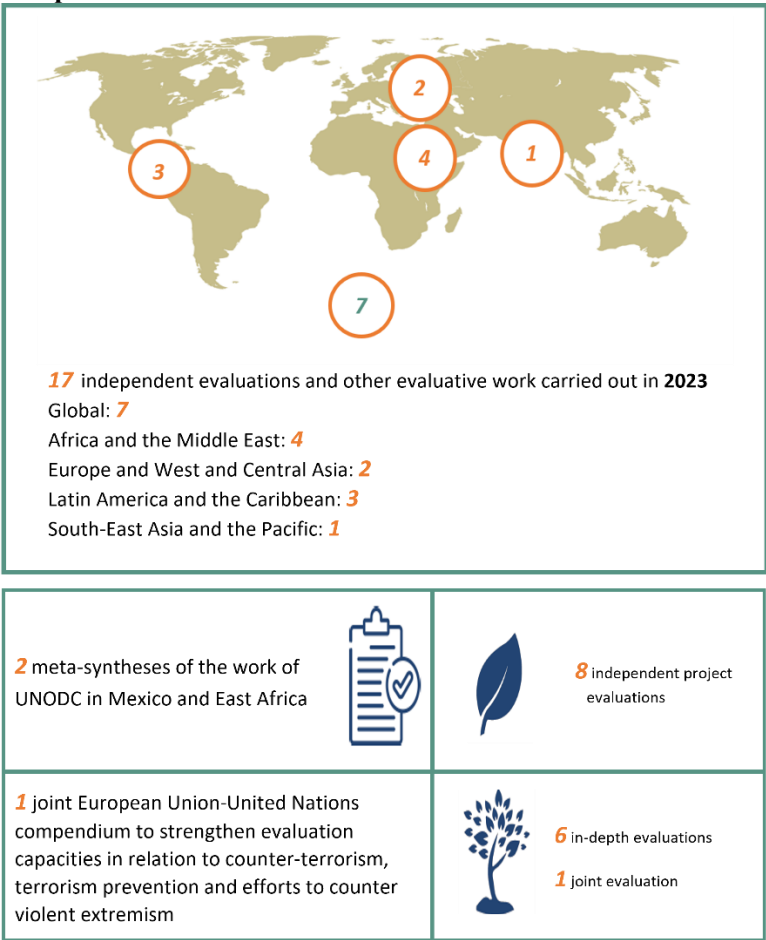 2
3
4
1
7
17 independent evaluations and other evaluative work carried out in 2023
Global: 7
Africa and the Middle East: 4
Europe and West and Central Asia: 2
Latin America and the Caribbean: 3
South-East Asia and the Pacific: 1
2 meta-syntheses of the work of
UNODC in Mexico and East Africa
8 independent project
evaluations
1 joint European Union-United Nations
compendium to strengthen evaluation
capacities in relation to counter-terrorism,
terrorism prevention and efforts to counter
violent extremism
6 in-depth evaluations
1 joint evaluation